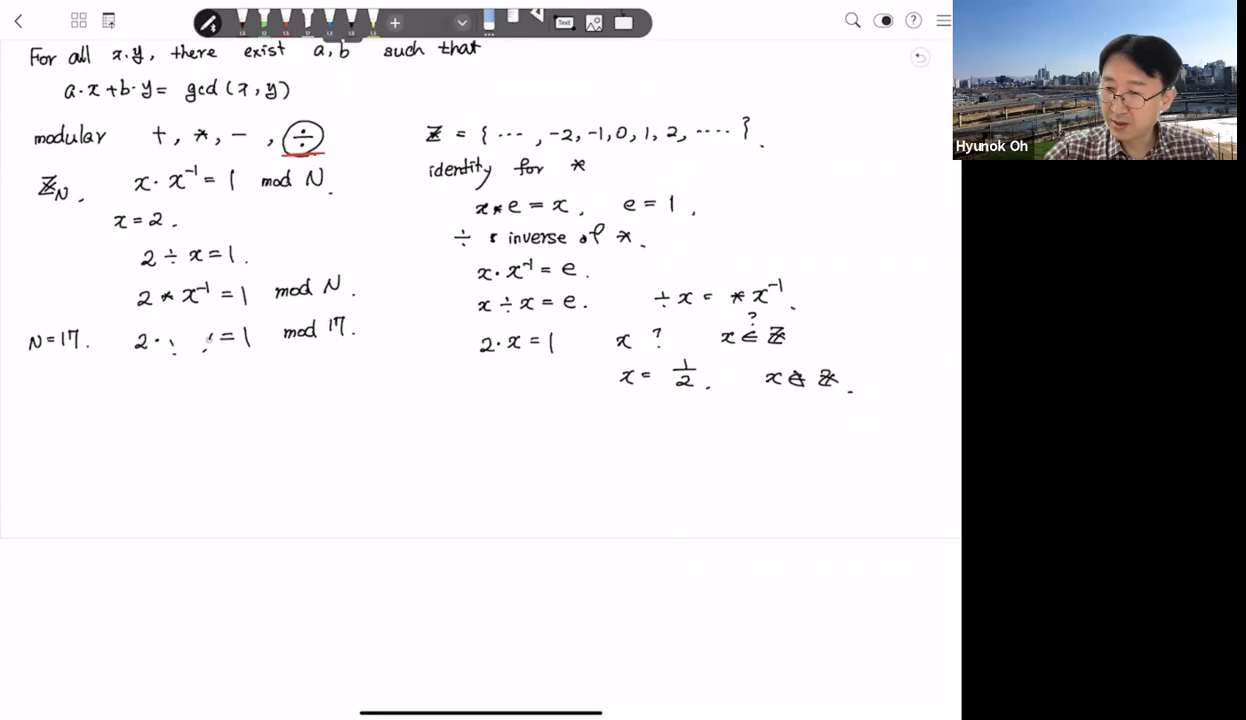 For all x, y, there exist a, b such that
a·x + b·y = gcd(x, y)
modular +, *, -, ÷
ℤ_N. x · x⁻¹ = 1 mod N.
x = 2.
2 ÷ x = 1.
2 * x⁻¹ = 1 mod N.
N = 17. 2 · = 1 mod 17.
ℤ = { ..., -2, -1, 0, 1, 2, .... }.
identity for *
x * e = x, e = 1,
÷ inverse of *.
x · x⁻¹ = e.
x ÷ x = e. ÷ x = * x⁻¹.
2 · x = 1 x ? x ∈? ℤ
x = 1/2. x ∉ ℤ.
Text
Hyunok Oh